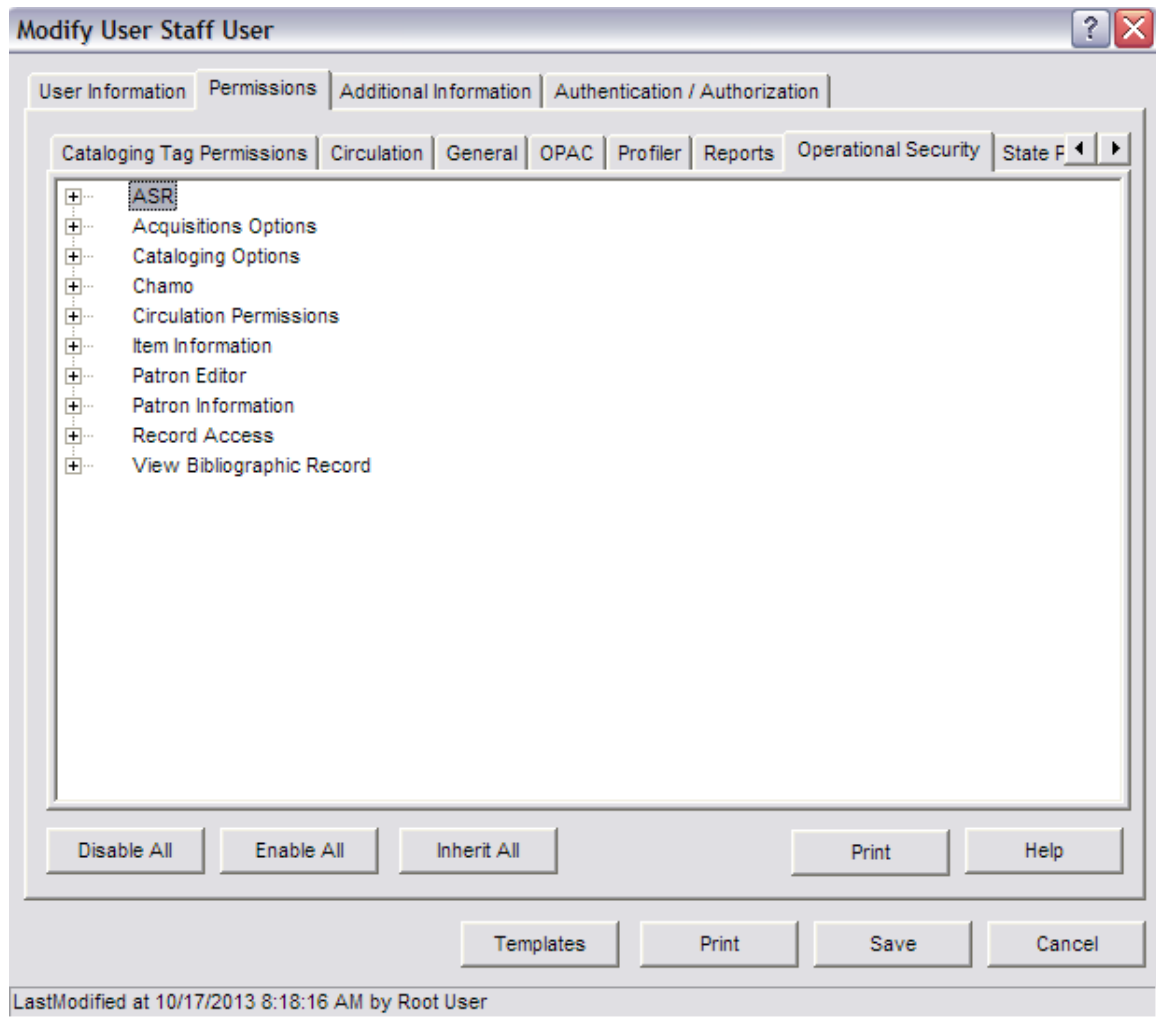 Modify User Staff User
User Information Permissions Additional Information Authentication / Authorization
Cataloging Tag Permissions Circulation General OPAC Profiler Reports Operational Security State
ASR
Acquisitions Options
Cataloging Options
Chamo
Circulation Permissions
Item Information
Patron Editor
Patron Information
Record Access
View Bibliographic Record
Disable All Enable All Inherit All Print Help
Templates Print Save Cancel
LastModified at 10/17/2013 8:18:16 AM by Root User